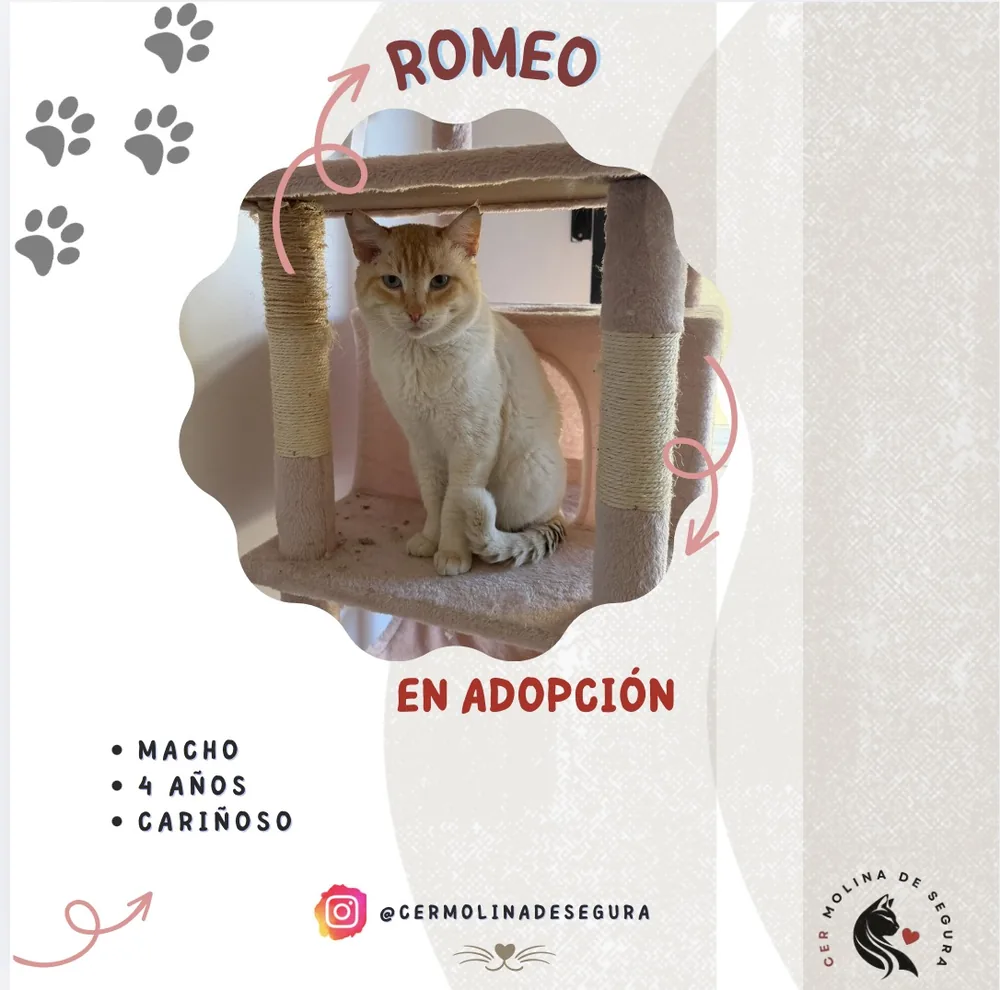 ROMEO
EN ADOPCIÓN
• MACHO
• 4 AÑOS
• CARIÑOSO
@CERMOLINADESEGURA
CER MOLINA DE SEGURA